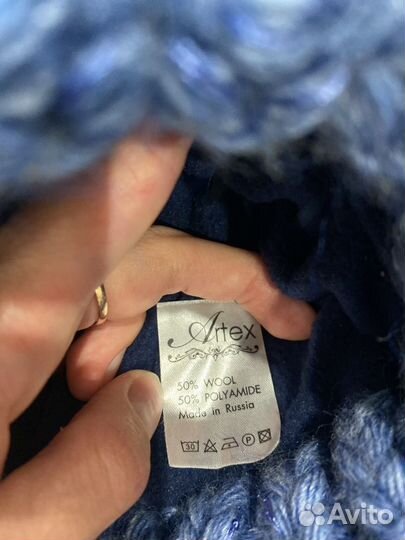 Artex
50% WOOL
50% POLYAMIDE
Made in Russia
30 P
Avito